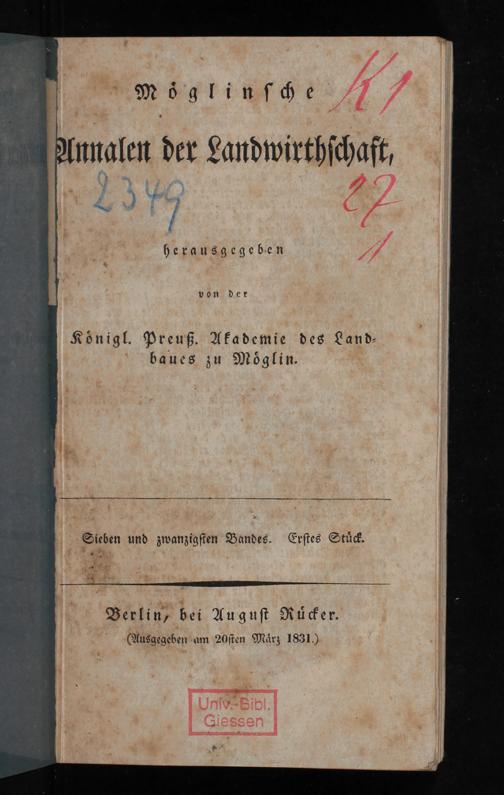 Möglinsche
K1
Annalen der Landwirthschaft,
2349
27
1
herausgegeben
von der
Königl. Preuß. Akademie des Land-
baues zu Möglin.
Sieben und zwanzigsten Bandes. Erstes Stück.
Berlin, bei August Rücker.
(Ausgegeben am 20sten März 1831.)
Univ.-Bibl.
Giessen